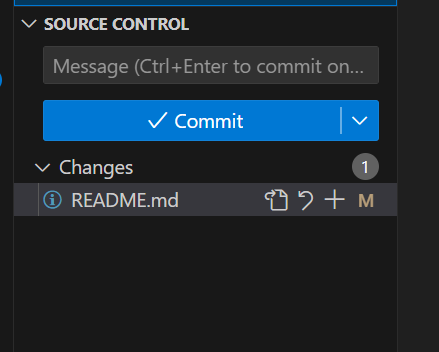 SOURCE CONTROL
Message (Ctrl+Enter to commit on...
Commit
Changes 1
README.md M